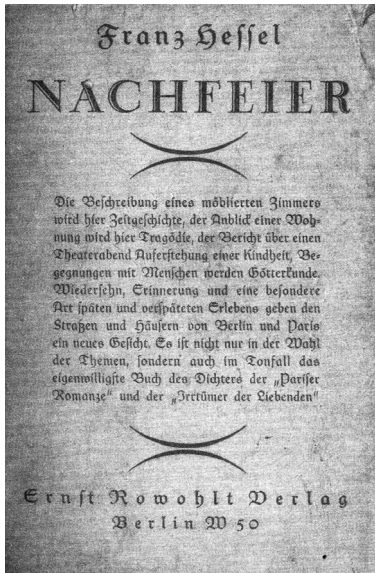 Franz Hessel
NACHFEIER
Die Beschreibung eines möblierten Zimmers
wird hier Zeitgeschichte, der Anblick einer Woh-
nung wird hier Tragödie, der Bericht über einen
Theaterabend Auferstehung einer Kindheit, Be-
gegnungen mit Menschen werden Götterkunde.
Wiedersehn, Erinnerung und eine besondere
Art späten und verspäteten Erlebens geben den
Straßen und Häusern von Berlin und Paris
ein neues Gesicht. Es ist nicht nur in der Wahl
der Themen, sondern auch im Tonfall das
eigenwilligste Buch des Dichters der „Pariser
Romanze“ und der „Irrtümer der Liebenden“
Ernst Rowohlt Verlag
Berlin W 50